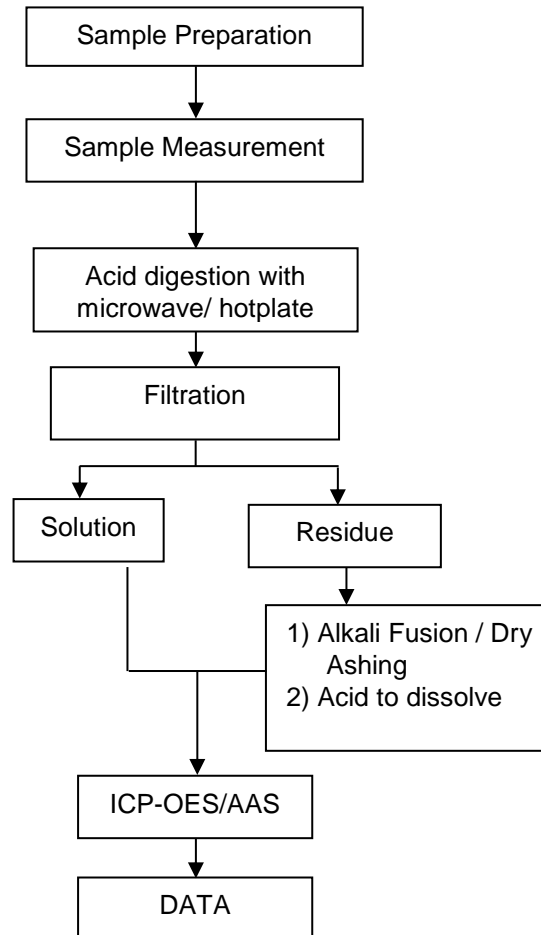 Sample Preparation
Sample Measurement
Acid digestion with
microwave/ hotplate
Filtration
Solution
Residue
1) Alkali Fusion / Dry
Ashing
2) Acid to dissolve
ICP-OES/AAS
DATA